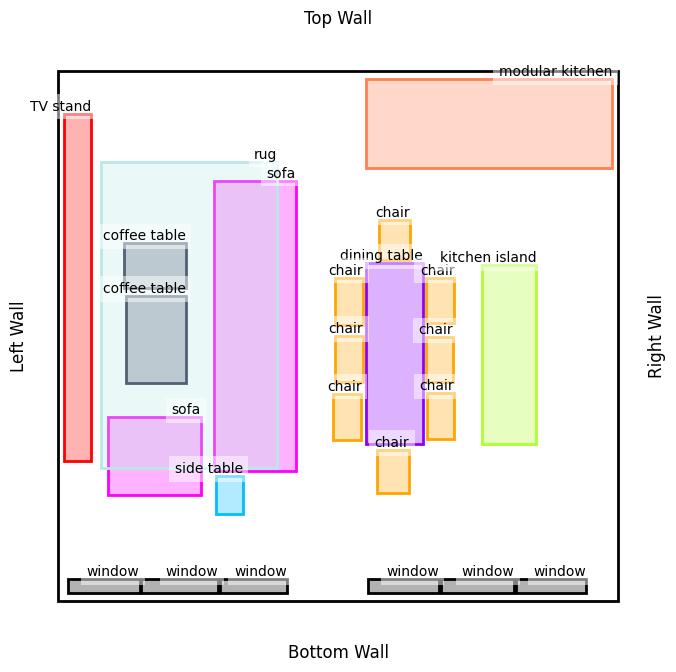 Top Wall
modular kitchen
TV stand
rug
sofa
chair
coffee table
dining table
kitchen island
chair
chair
coffee table
chair
chair
Left Wall
Right Wall
chair
chair
sofa
chair
side table
window
window
window
window
window
window
Bottom Wall